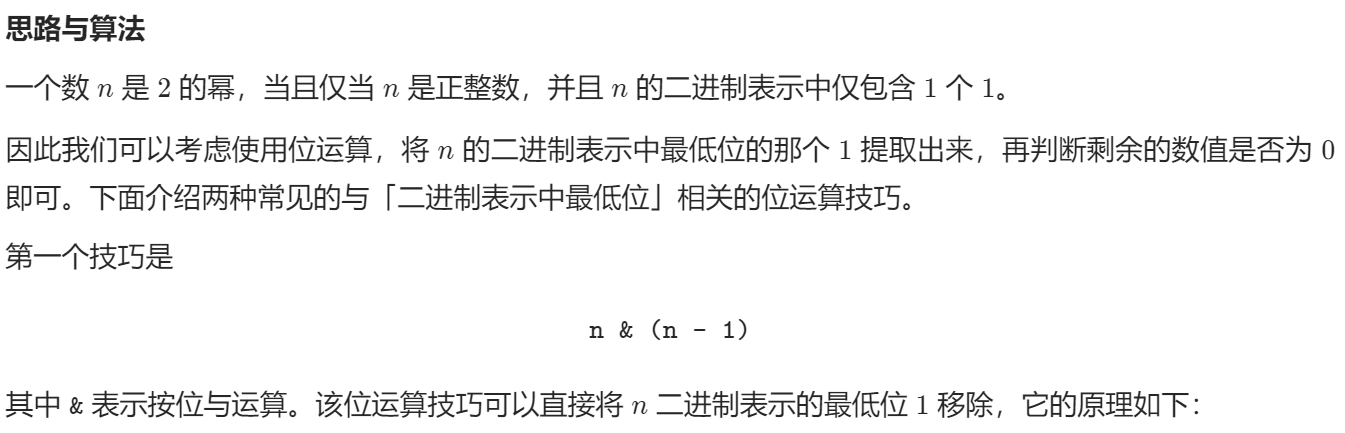 思路与算法
一个数 n 是 2 的幂，当且仅当 n 是正整数，并且 n 的二进制表示中仅包含 1 个 1。
因此我们可以考虑使用位运算，将 n 的二进制表示中最低位的那个 1 提取出来，再判断剩余的数值是否为 0
即可。下面介绍两种常见的与「二进制表示中最低位」相关的位运算技巧。
第一个技巧是
n & (n - 1)
其中 & 表示按位与运算。该位运算技巧可以直接将 n 二进制表示的最低位 1 移除，它的原理如下：